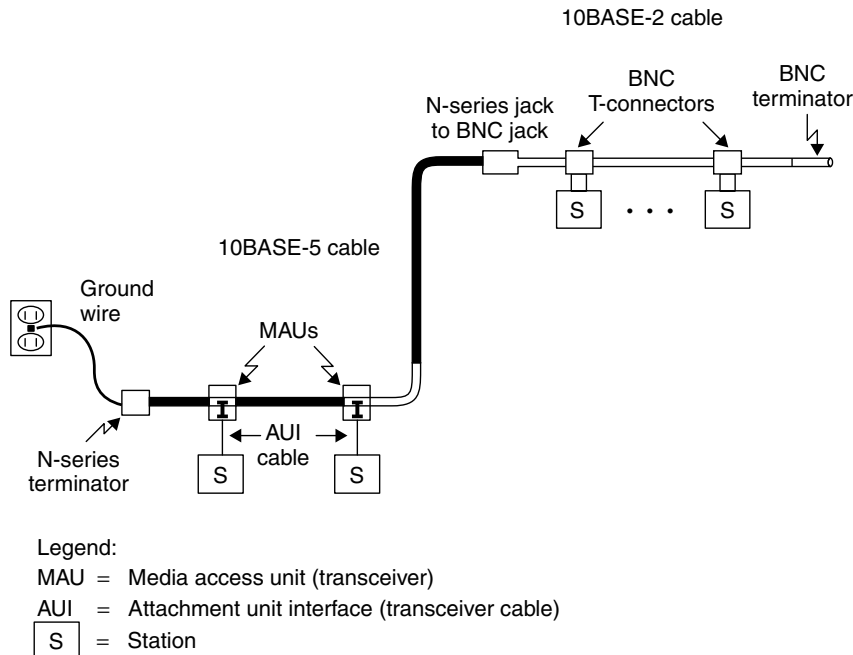 10BASE-2 cable
BNC
T-connectors
BNC
terminator
N-series jack
to BNC jack
S
. . .
S
10BASE-5 cable
Ground
wire
MAUs
AUI
cable
N-series
terminator
S
S
Legend:
MAU = Media access unit (transceiver)
AUI = Attachment unit interface (transceiver cable)
S = Station